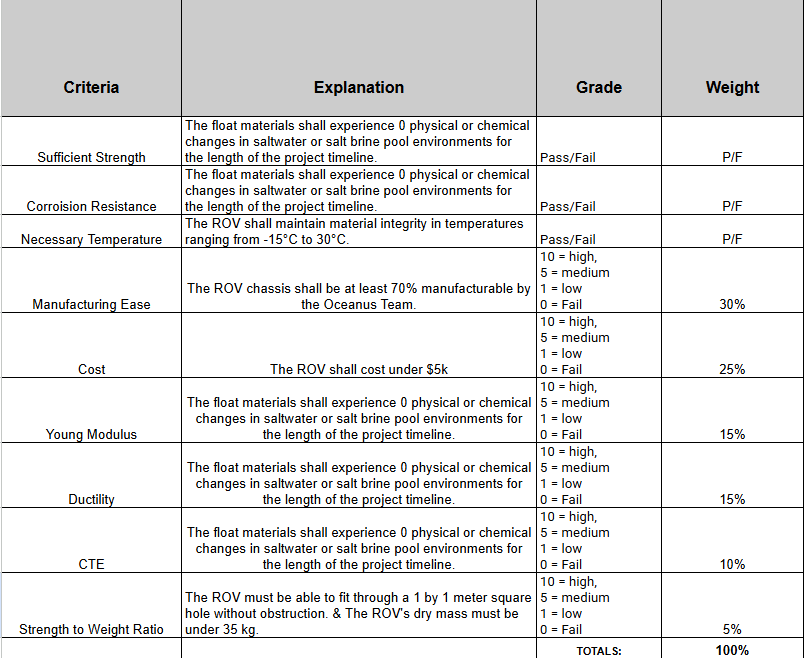 Criteria Explanation Grade Weight
The float materials shall experience 0 physical or chemical
changes in saltwater or salt brine pool environments for
Sufficient Strength the length of the project timeline. Pass/Fail P/F
The float materials shall experience 0 physical or chemical
changes in saltwater or salt brine pool environments for
Corroision Resistance the length of the project timeline. Pass/Fail P/F
The ROV shall maintain material integrity in temperatures
Necessary Temperature ranging from -15°C to 30°C. Pass/Fail P/F
10 = high,
5 = medium
The ROV chassis shall be at least 70% manufacturable by 1 = low
Manufacturing Ease the Oceanus Team. 0 = Fail 30%
10 = high,
5 = medium
1 = low
Cost The ROV shall cost under $5k 0 = Fail 25%
10 = high,
The float materials shall experience 0 physical or chemical 5 = medium
changes in saltwater or salt brine pool environments for 1 = low
Young Modulus the length of the project timeline. 0 = Fail 15%
10 = high,
The float materials shall experience 0 physical or chemical 5 = medium
changes in saltwater or salt brine pool environments for 1 = low
Ductility the length of the project timeline. 0 = Fail 15%
10 = high,
The float materials shall experience 0 physical or chemical 5 = medium
changes in saltwater or salt brine pool environments for 1 = low
CTE the length of the project timeline. 0 = Fail 10%
10 = high,
The ROV must be able to fit through a 1 by 1 meter square 5 = medium
hole without obstruction. & The ROV's dry mass must be 1 = low
Strength to Weight Ratio under 35 kg. 0 = Fail 5%
TOTALS: 100%